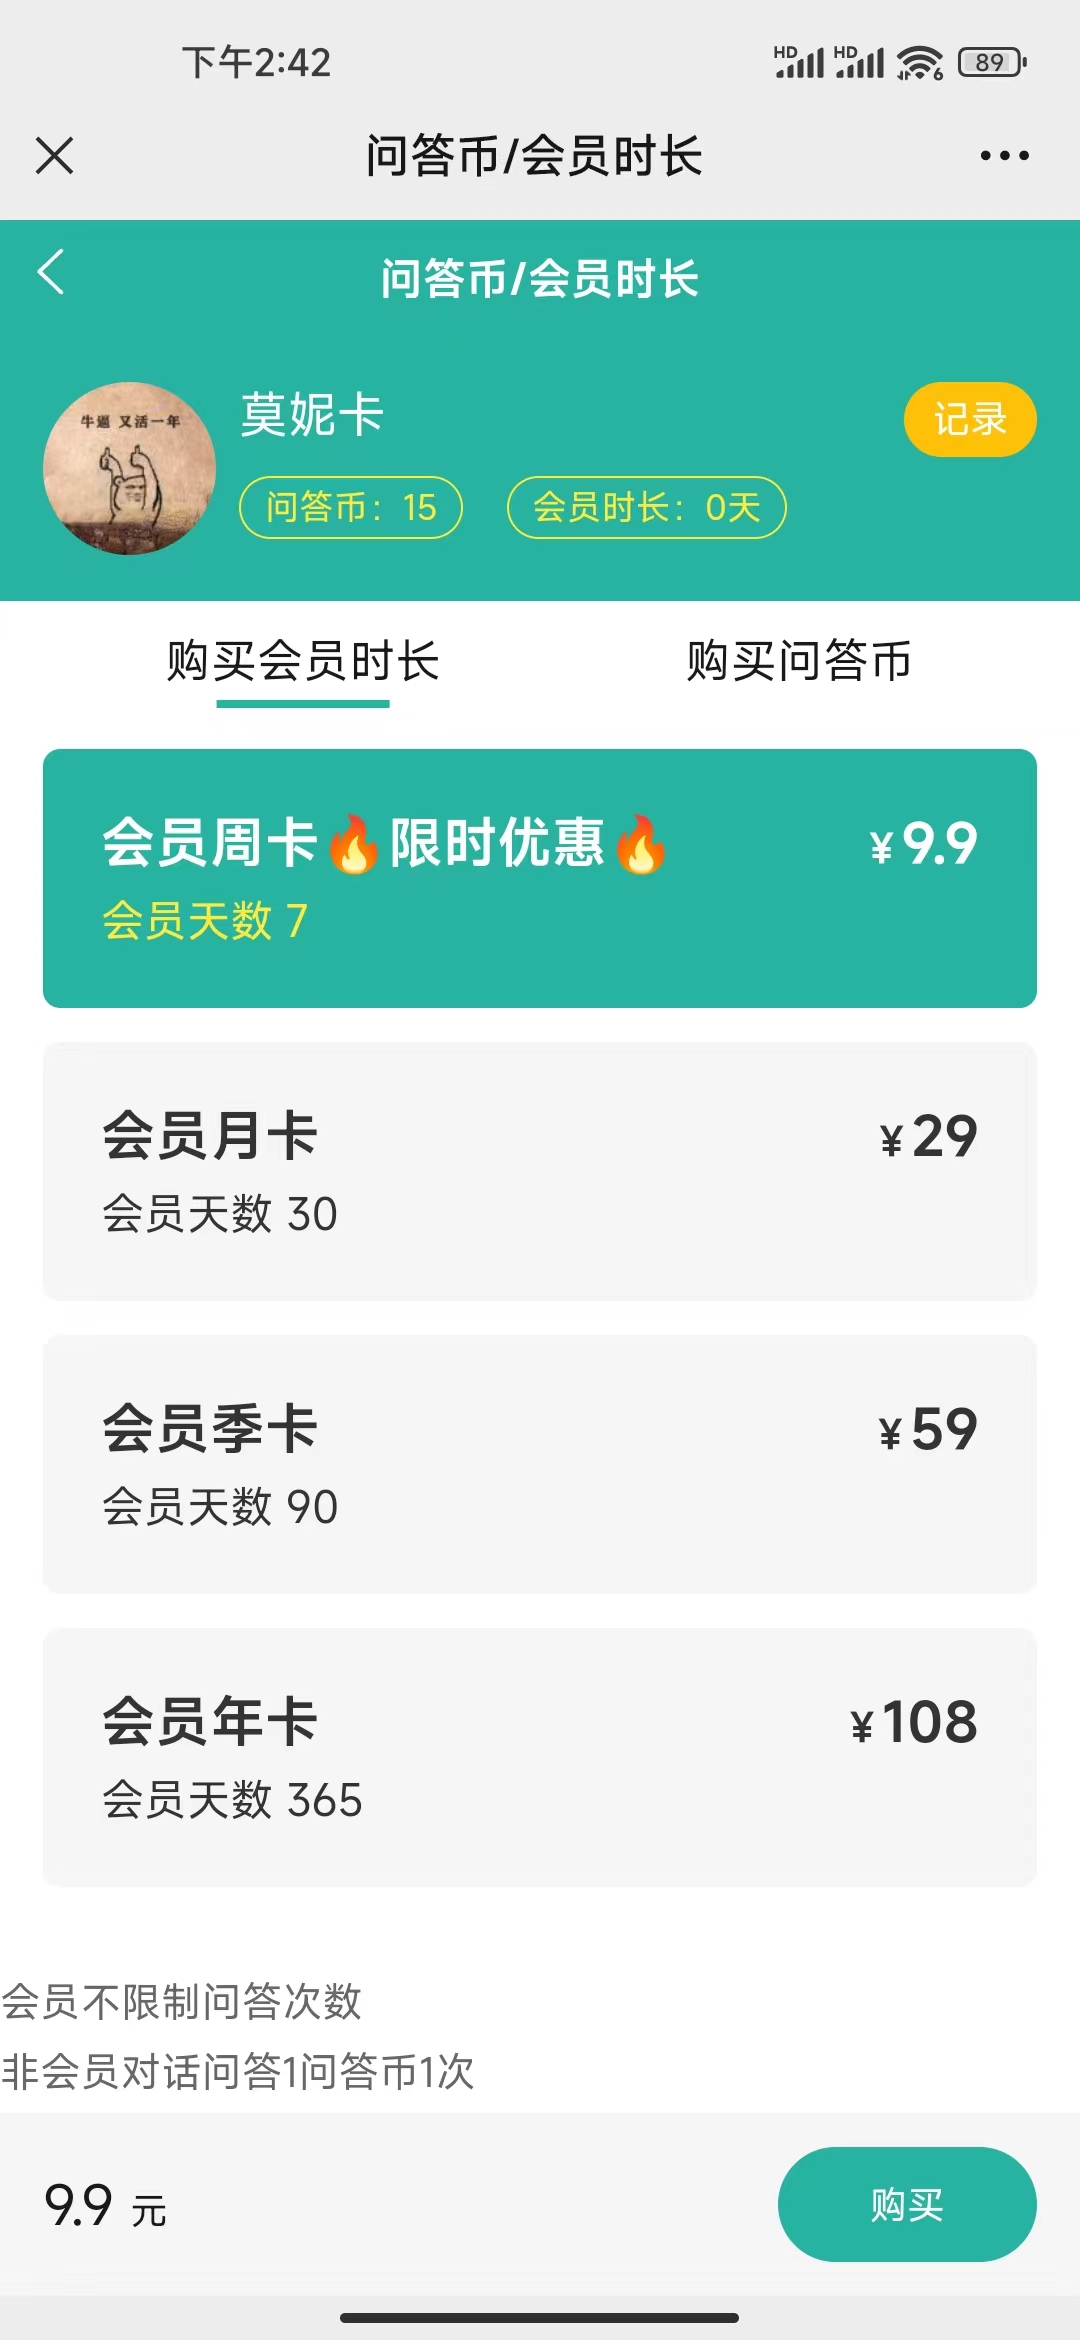 下午2:42
HD HD 6 89
问答币/会员时长
问答币/会员时长
牛逼 又活一年
莫妮卡
记录
问答币：15 会员时长：0天
购买会员时长 购买问答币
会员周卡🔥限时优惠🔥 ¥9.9
会员天数 7
会员月卡 ¥29
会员天数 30
会员季卡 ¥59
会员天数 90
会员年卡 ¥108
会员天数 365
会员不限制问答次数
非会员对话问答1问答币1次
9.9 元 购买